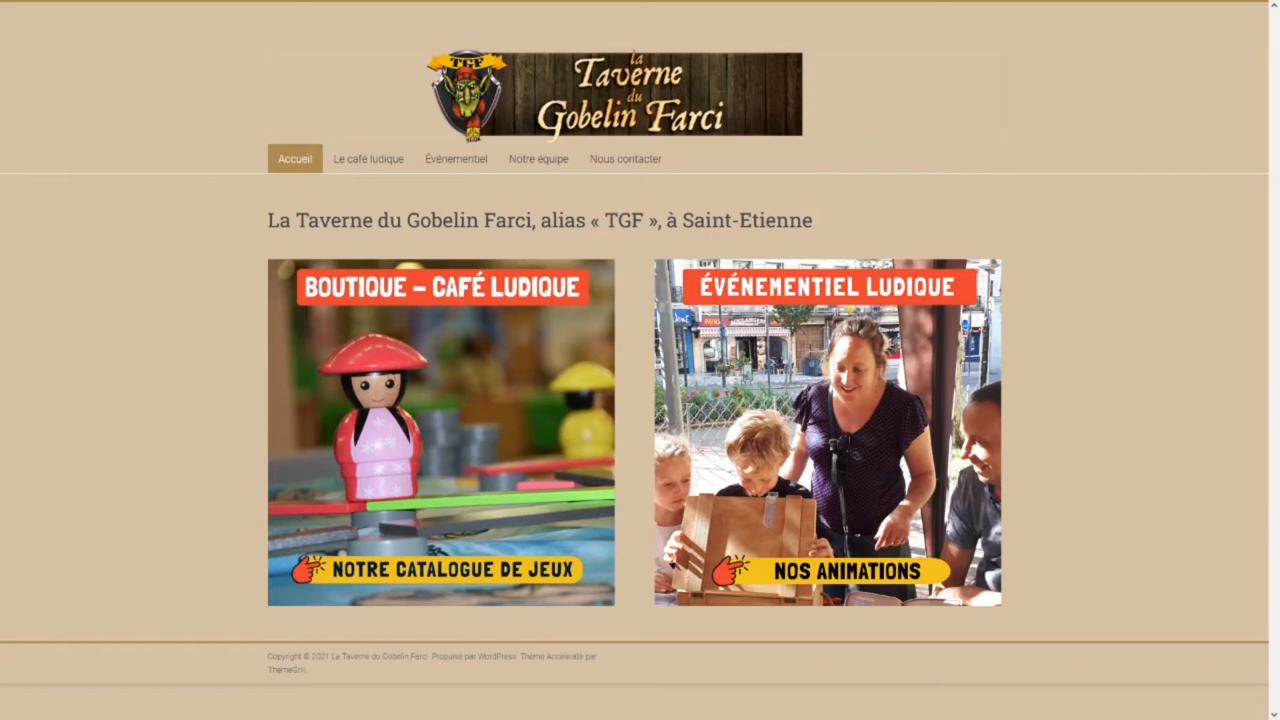 TGF
la
Taverne
du
Gobelin Farci
Accueil Le café ludique Événementiel Notre équipe Nous contacter
La Taverne du Gobelin Farci, alias « TGF », à Saint-Etienne
BOUTIQUE – CAFÉ LUDIQUE
NOTRE CATALOGUE DE JEUX
ÉVÉNEMENTIEL LUDIQUE
NOS ANIMATIONS
Copyright © 2021 La Taverne du Gobelin Farci. Propulsé par WordPress. Thème Accelerate par
ThemeGrill.